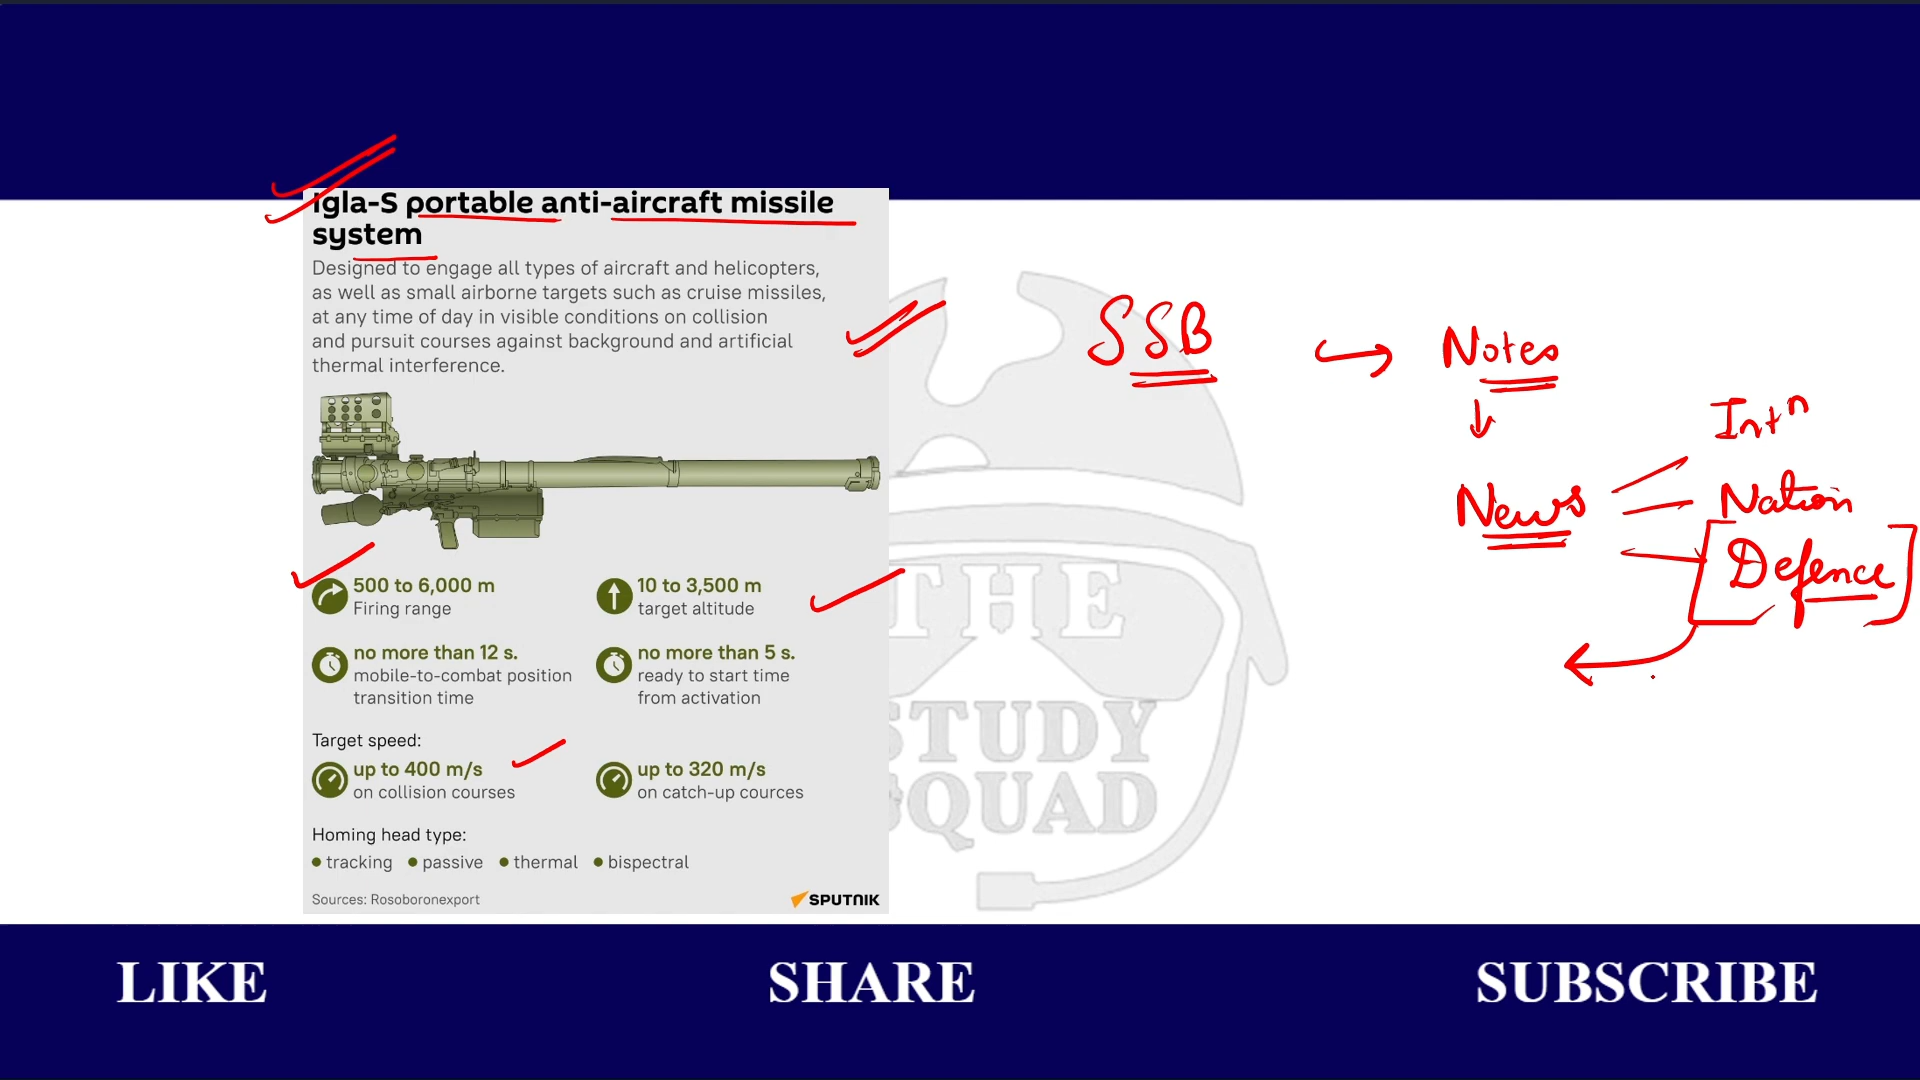 Igla-S portable anti-aircraft missile
system
Designed to engage all types of aircraft and helicopters,
as well as small airborne targets such as cruise missiles,
at any time of day in visible conditions on collision
and pursuit courses against background and artificial
thermal interference.
500 to 6,000 m
Firing range
10 to 3,500 m
target altitude
no more than 12 s.
mobile-to-combat position
transition time
no more than 5 s.
ready to start time
from activation
Target speed:
up to 400 m/s
on collision courses
up to 320 m/s
on catch-up cources
Homing head type:
• tracking • passive • thermal • bispectral
Sources: Rosoboronexport
SPUTNIK
SSB
Notes
News
Intn
Nation
Defence
THE
STUDY
SQUAD
LIKE
SHARE
SUBSCRIBE